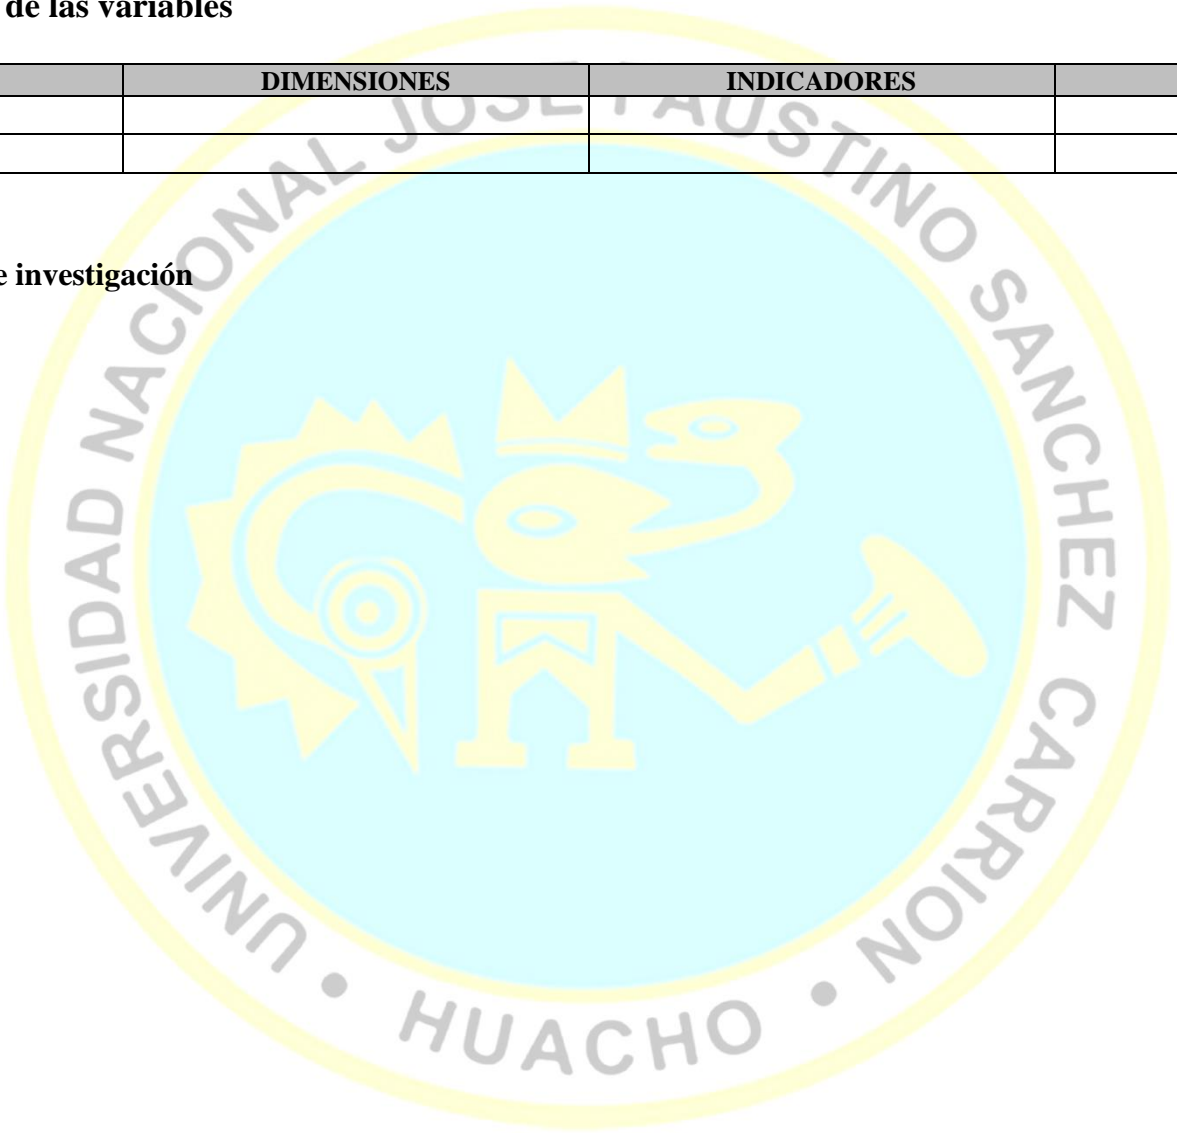 de las variables
DIMENSIONES INDICADORES
e investigación
UNIVERSIDAD NACIONAL JOSE FAUSTINO SANCHEZ CARRION
• HUACHO •